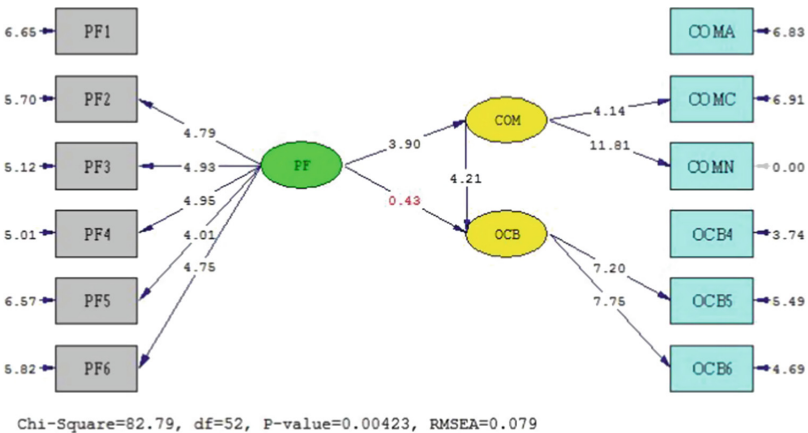 6.65 PF1 COMA 6.83
5.70 PF2 COMC 6.91
4.79 COM 4.14
3.90 11.81
5.12 PF3 4.93 PF COMN 0.00
4.21
4.95 0.43
5.01 PF4 4.01 OCB OCB4 3.74
4.75 7.20
6.57 PF5 7.75 OCB5 5.49
5.82 PF6 OCB6 4.69
Chi-Square=82.79, df=52, P-value=0.00423, RMSEA=0.079